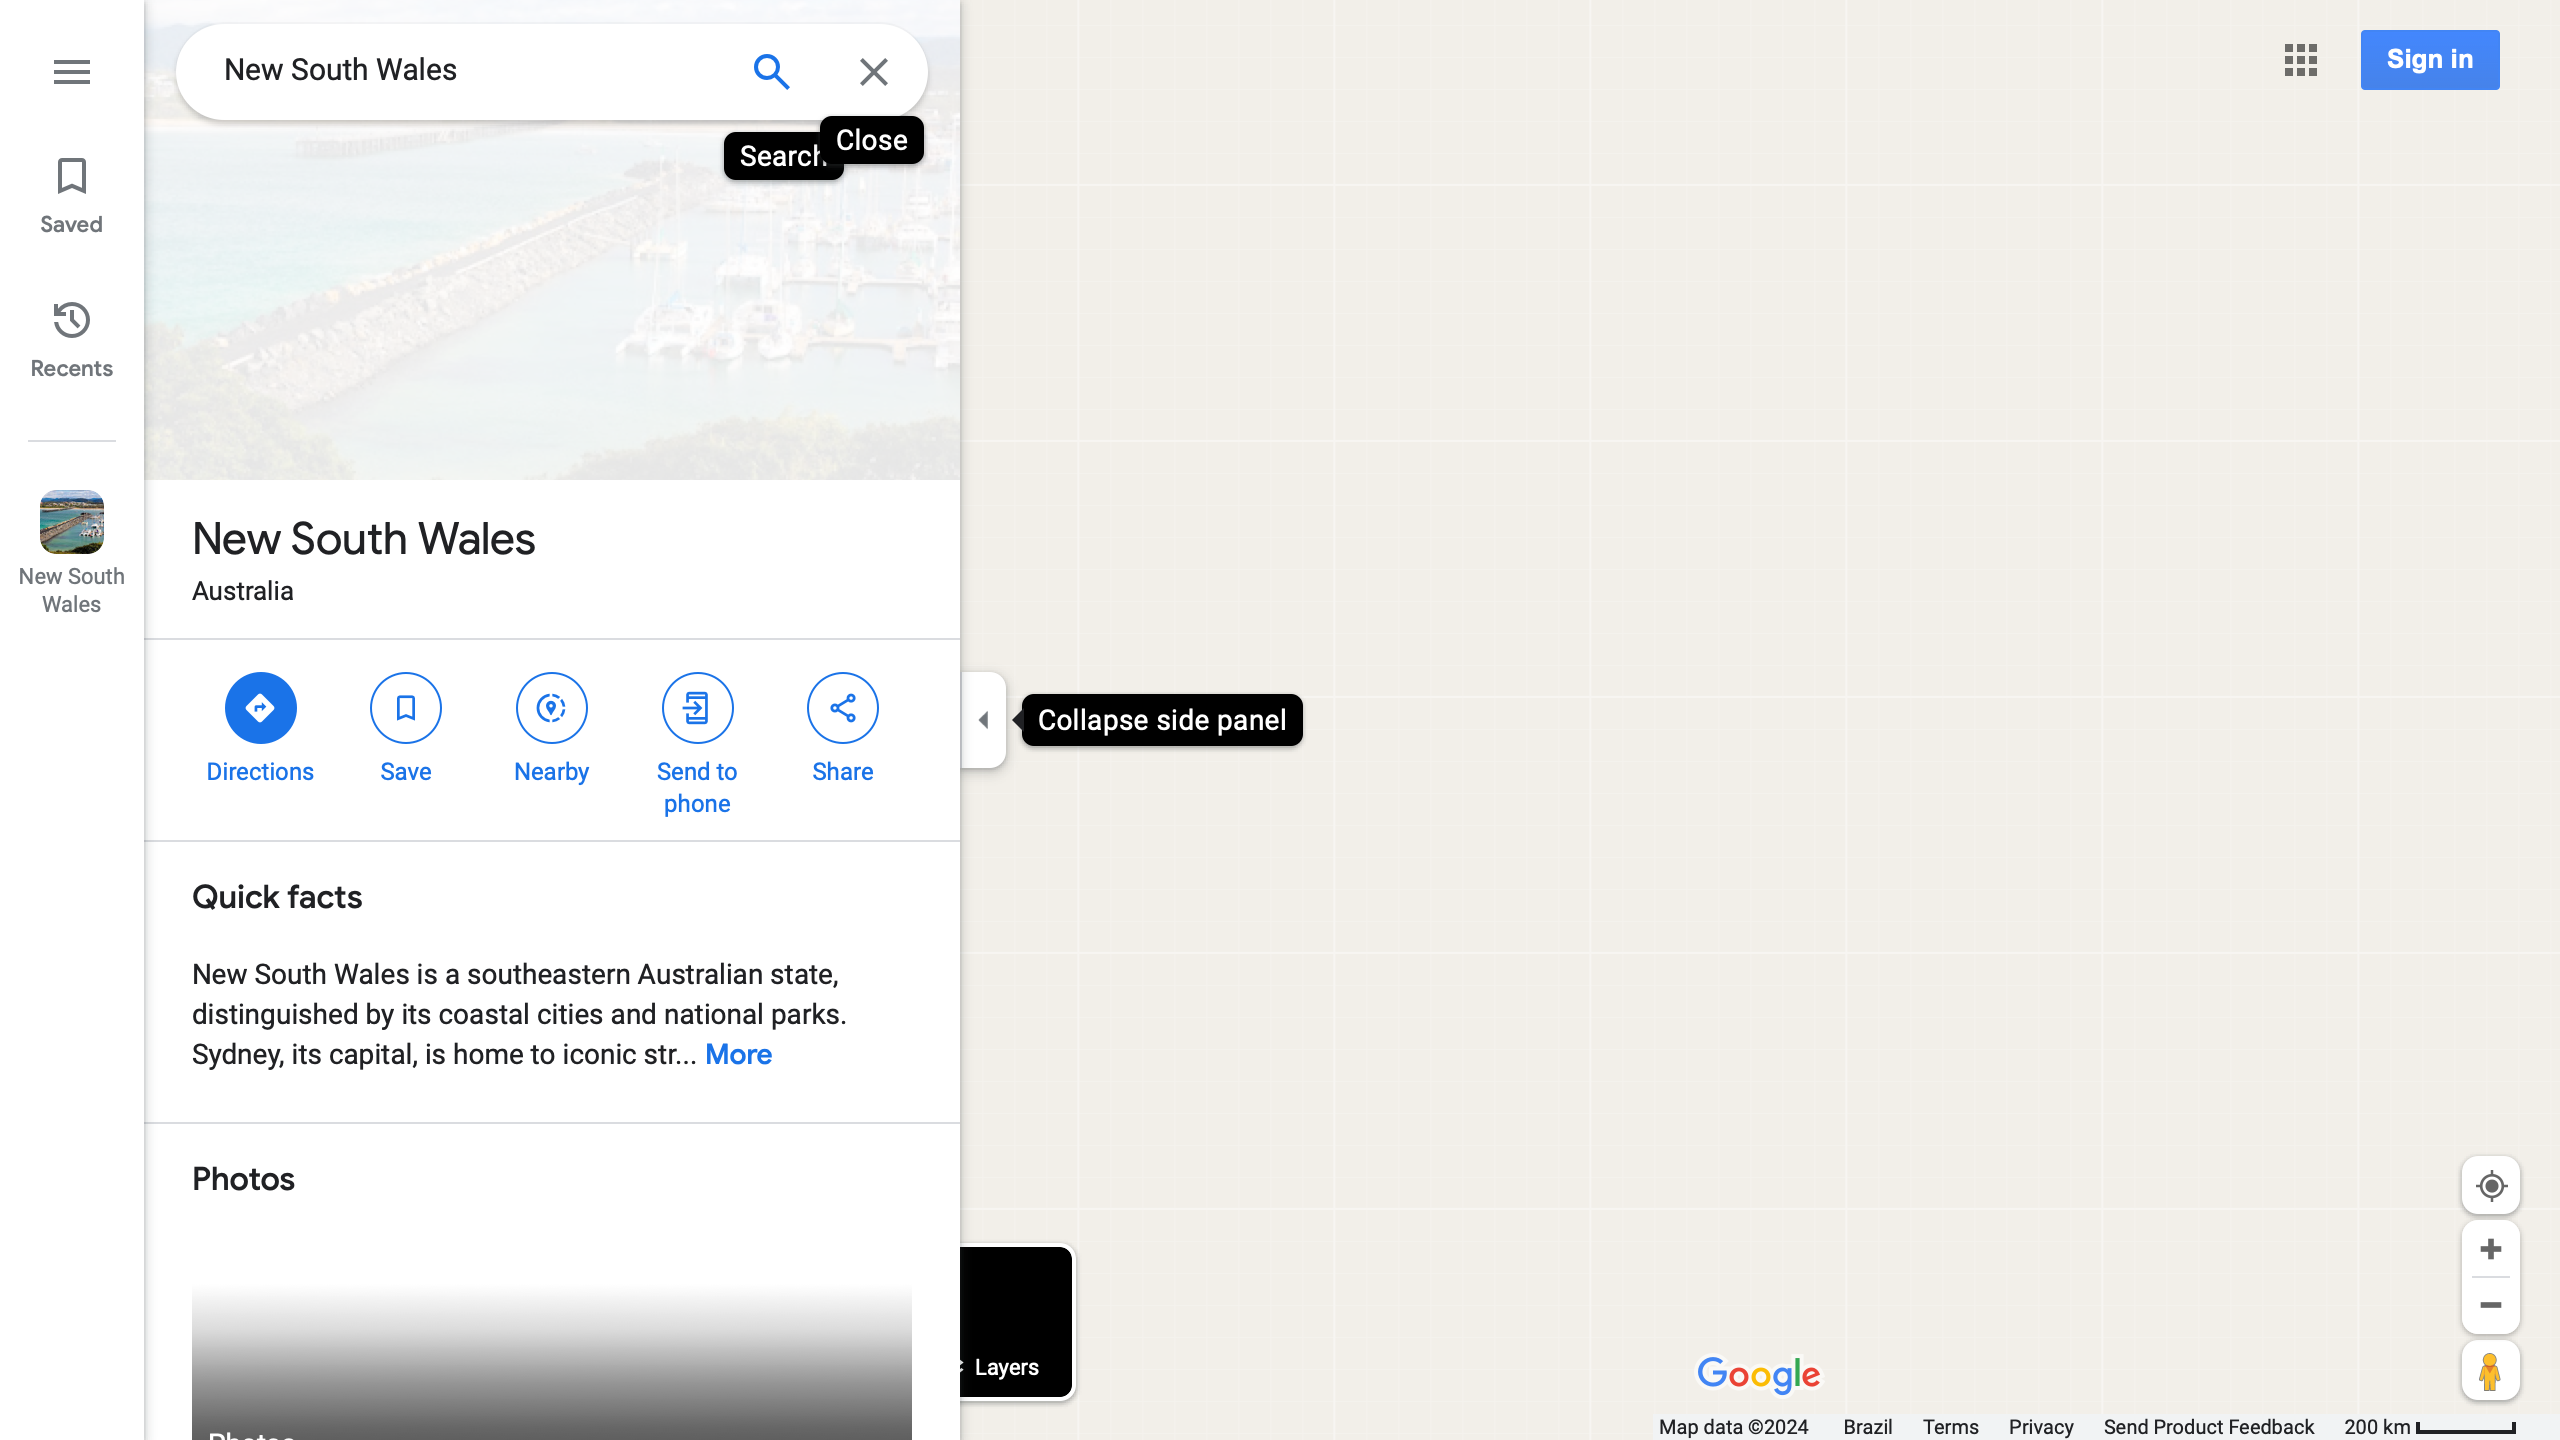 New South Wales
Sign in
Search
Close
Saved
Recents
New South
Wales
New South Wales
Australia
Directions
Save
Nearby
Send to
phone
Share
Collapse side panel
Quick facts
New South Wales is a southeastern Australian state,
distinguished by its coastal cities and national parks.
Sydney, its capital, is home to iconic str... More
Photos
Photos
Layers
Google
Map data ©2024 Brazil Terms Privacy Send Product Feedback 200 km